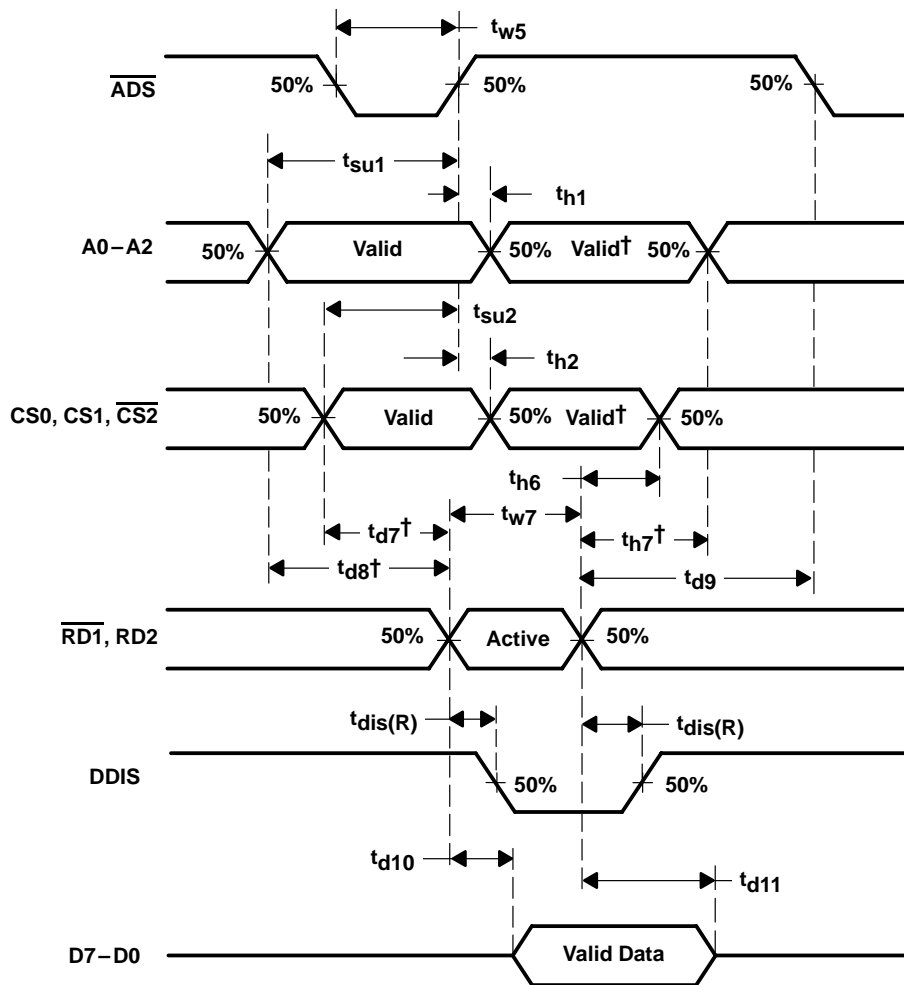 tw5
ADS
50%
50%
50%
tsu1
th1
A0–A2
50%
Valid
50%
Valid†
50%
tsu2
th2
CS0, CS1, CS2
50%
Valid
50%
Valid†
50%
th6
tw7
td7†
th7†
td8†
td9
RD1, RD2
50%
Active
50%
tdis(R)
tdis(R)
DDIS
50%
50%
td10
td11
D7–D0
Valid Data